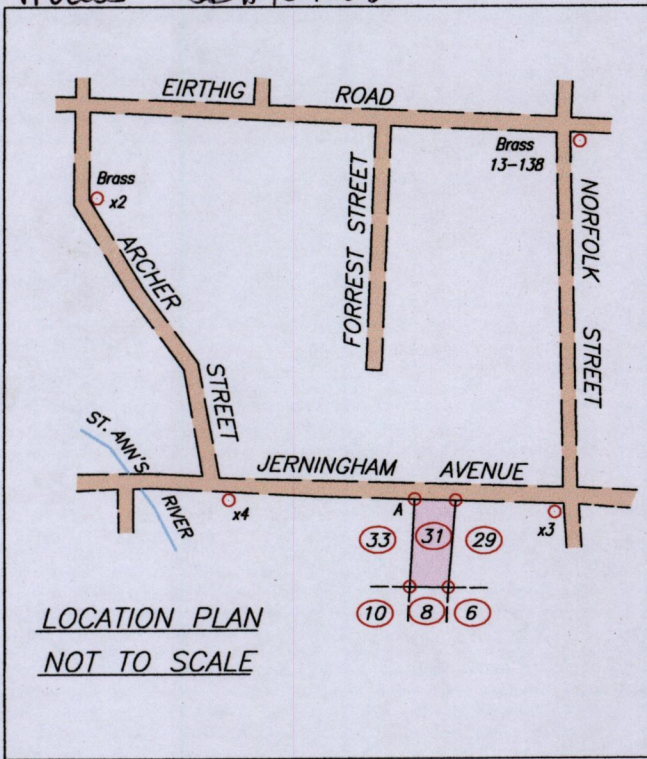 EIRTHIG ROAD
Brass
13-138
Brass
x2
ARCHER
STREET
FORREST STREET
NORFOLK
STREET
ST. ANN'S
RIVER
JERNINGHAM AVENUE
x4
A
x3
33 31 29
10 8 6
LOCATION PLAN
NOT TO SCALE